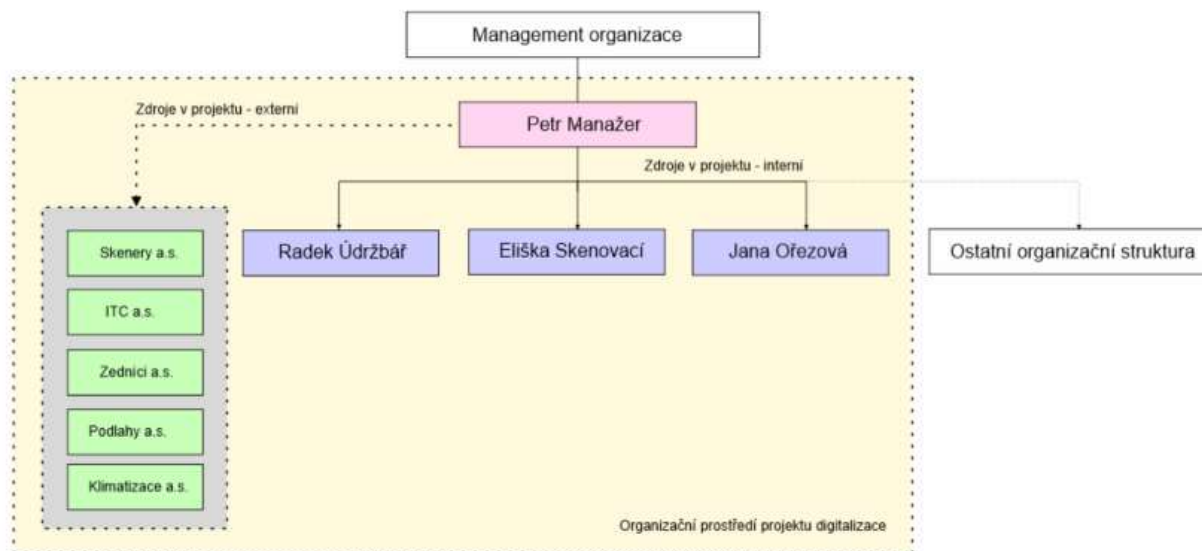 Management organizace
Zdroje v projektu - externí
Petr Manažer
Zdroje v projektu - interní
Skenery a.s.
Radek Údržbář
Eliška Skenovací
Jana Ořezová
Ostatní organizační struktura
ITC a.s.
Zedníci a.s.
Podlahy a.s.
Klimatizace a.s.
Organizační prostředí projektu digitalizace